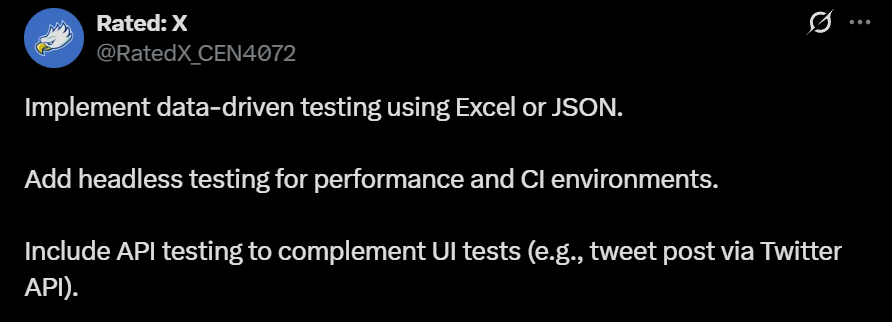 Rated: X
@RatedX_CEN4072
Implement data-driven testing using Excel or JSON.
Add headless testing for performance and CI environments.
Include API testing to complement UI tests (e.g., tweet post via Twitter
API).